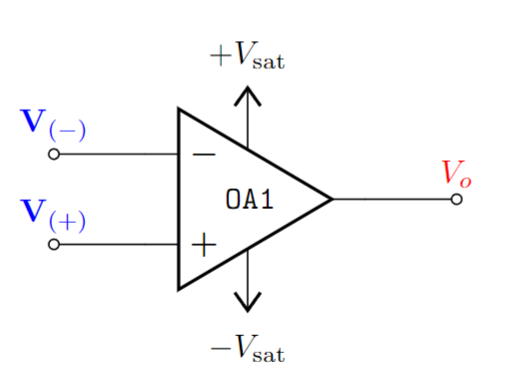 +V_sat
V_(−)
−
V_o
OA1
V_(+)
+
−V_sat